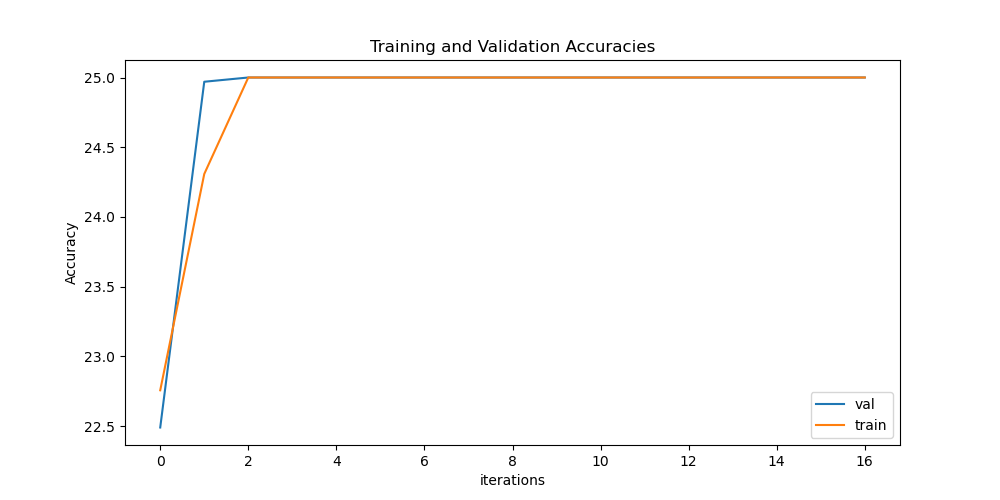 Training and Validation Accuracies
Accuracy
25.0
24.5
24.0
23.5
23.0
22.5
0 2 4 6 8 10 12 14 16
iterations
val
train